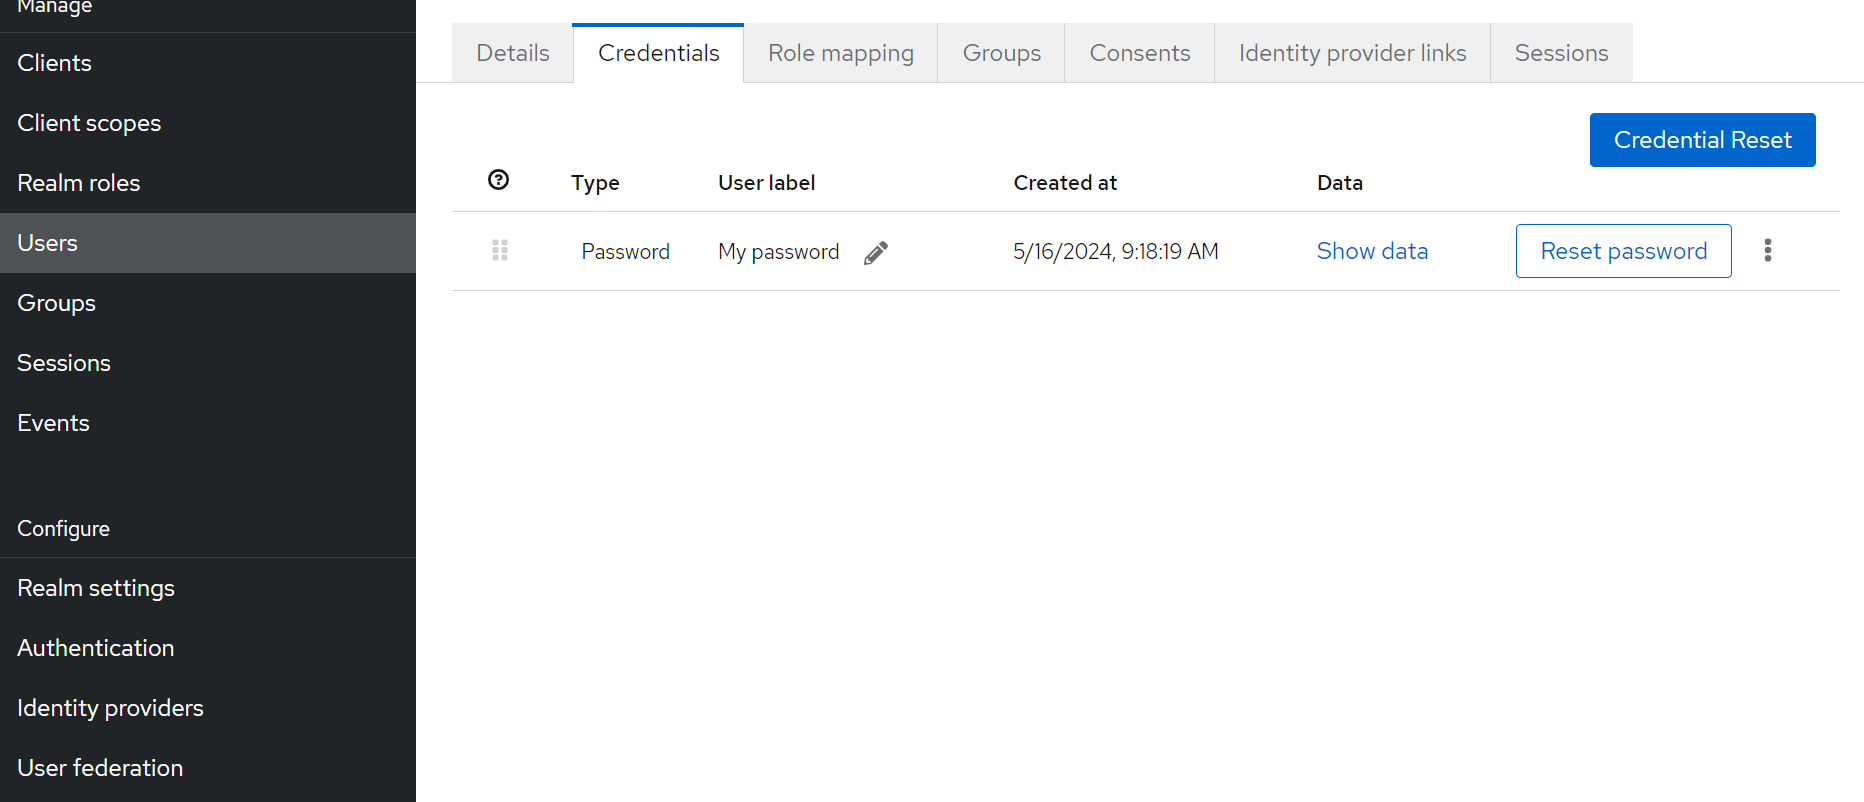 Manage
Clients
Client scopes
Realm roles
Users
Groups
Sessions
Events
Configure
Realm settings
Authentication
Identity providers
User federation
Details Credentials Role mapping Groups Consents Identity provider links Sessions
Credential Reset
Type User label Created at Data
Password My password 5/16/2024, 9:18:19 AM Show data Reset password